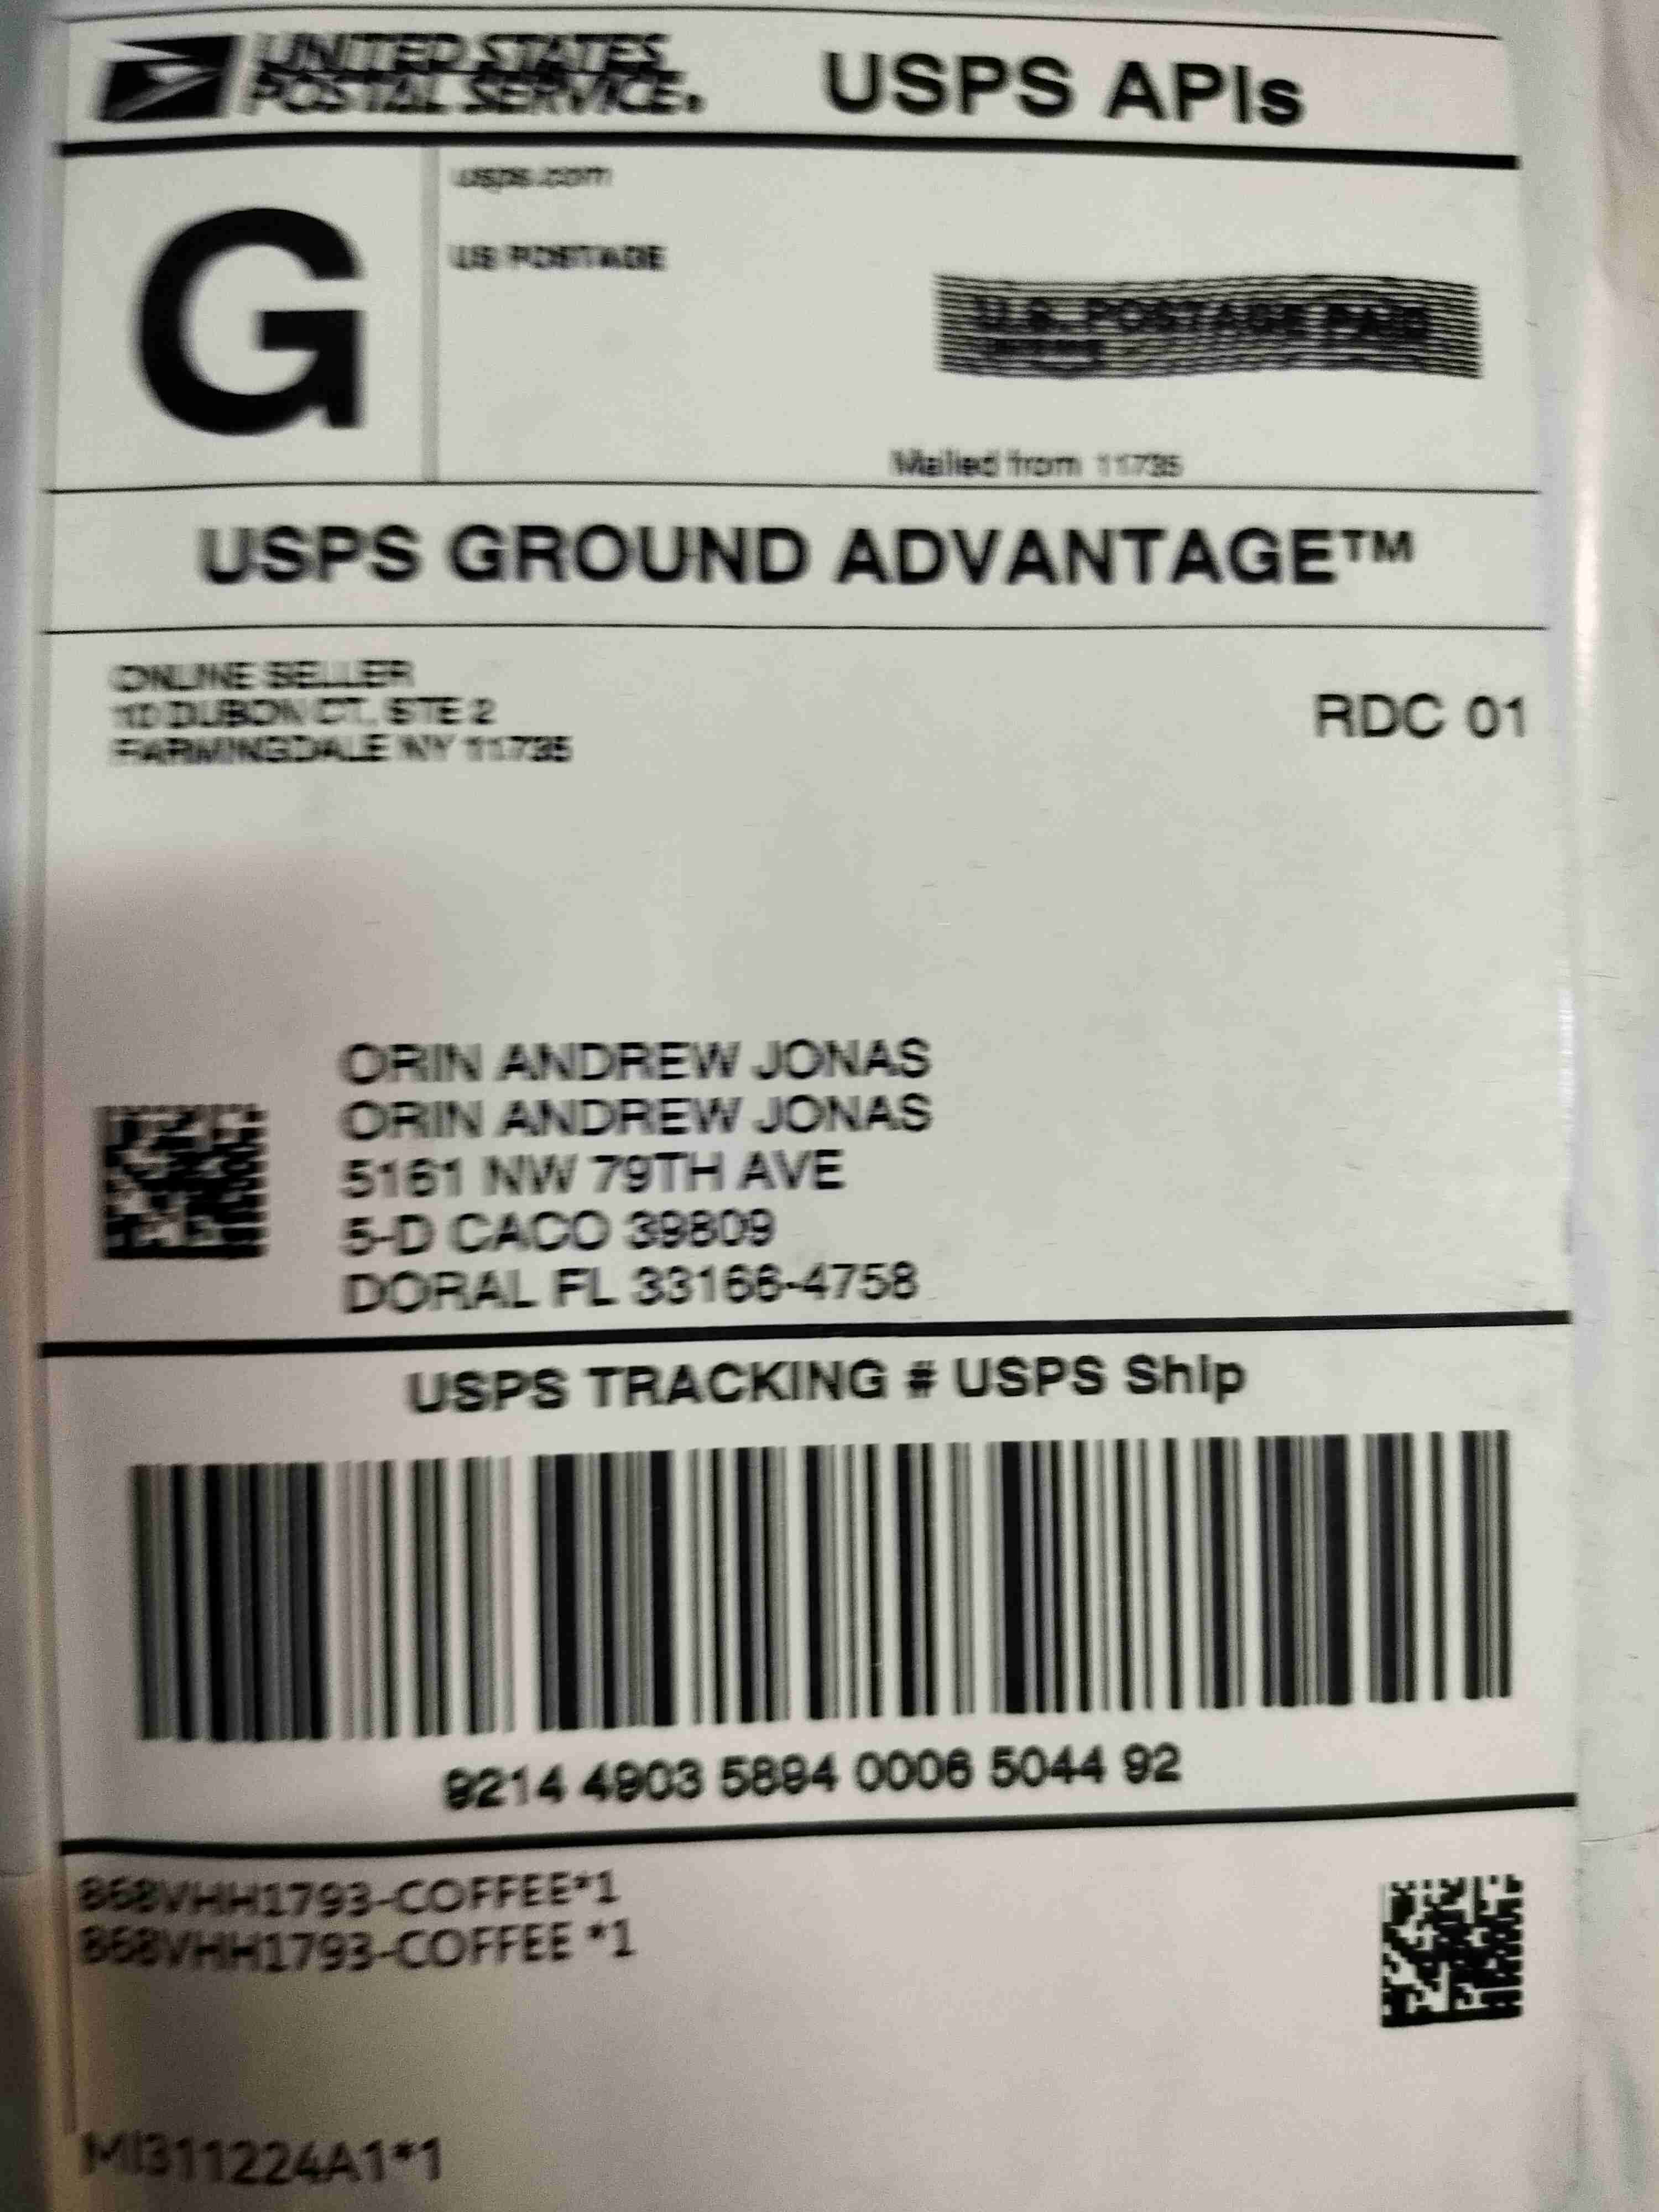 UNITED STATES
POSTAL SERVICE®
USPS APIs
G
usps.com
US POSTAGE
U.S. POSTAGE PAID
Mailed from 11735
USPS GROUND ADVANTAGE™
ONLINE SELLER
10 DUBON CT, STE 2
FARMINGDALE NY 11735
RDC 01
ORIN ANDREW JONAS
ORIN ANDREW JONAS
5161 NW 79TH AVE
5-D CACO 39809
DORAL FL 33166-4758
USPS TRACKING # USPS Ship
9214 4903 5894 0006 5044 92
868VHH1793-COFFEE*1
868VHH1793-COFFEE *1
MI311224A1*1